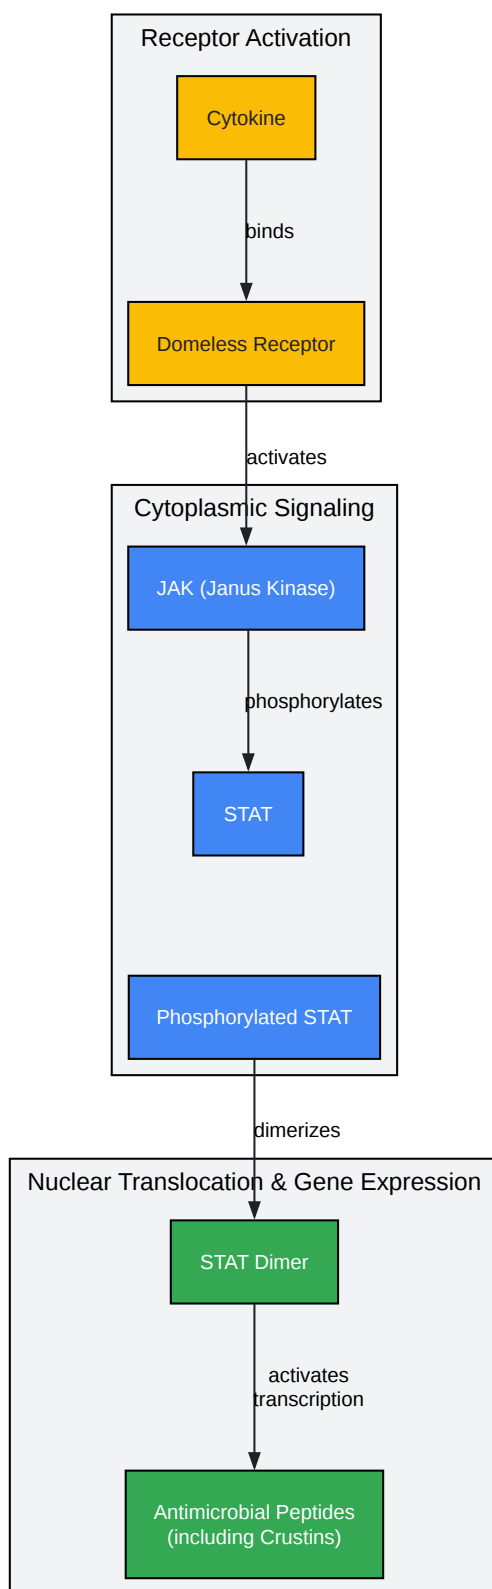 Receptor Activation
Cytokine
binds
Domeless Receptor
activates
Cytoplasmic Signaling
JAK (Janus Kinase)
phosphorylates
STAT
Phosphorylated STAT
dimerizes
Nuclear Translocation & Gene Expression
STAT Dimer
activates
transcription
Antimicrobial Peptides
(including Crustins)